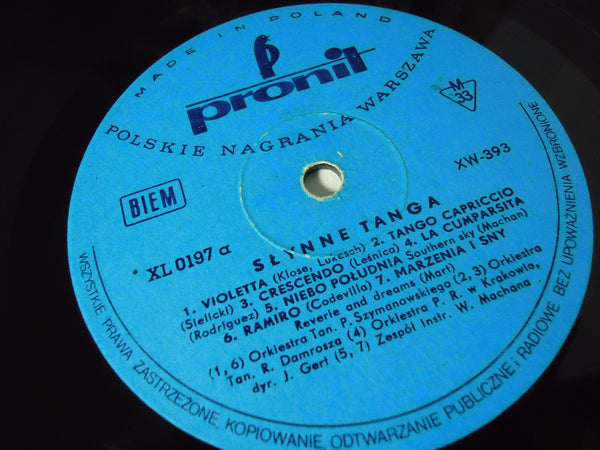 MADE IN POLAND
pronit
POLSKIE NAGRANIA WARSZAWA
M
33
BIEM
XW-393
XL 0197 a
SŁYNNE TANGA
1. VIOLETTA (Klose, Lukesch) 2. TANGO CAPRICCIO
(Sielicki) 3. CRESCENDO (Leśnica) 4. LA CUMPARSITA
(Rodriguez) 5. NIEBO POŁUDNIA Southern sky (Machan)
6. RAMIRO (Codevilla) 7. MARZENIA I SNY
Reverie and dreams (Mart)
(1, 6) Orkiestra Tan. P. Szymanowskiego (2, 3) Orkiestra
Tan. R. Damrosza (4) Orkiestra P. R. w Krakowie,
dyr. J. Gert (5, 7) Zespół Instr. W. Machana
WSZYSTKIE PRAWA ZASTRZEŻONE, KOPIOWANIE, ODTWARZANIE PUBLICZNE i RADIOWE BEZ UPOWAŻNIENIA WZBRONIONE